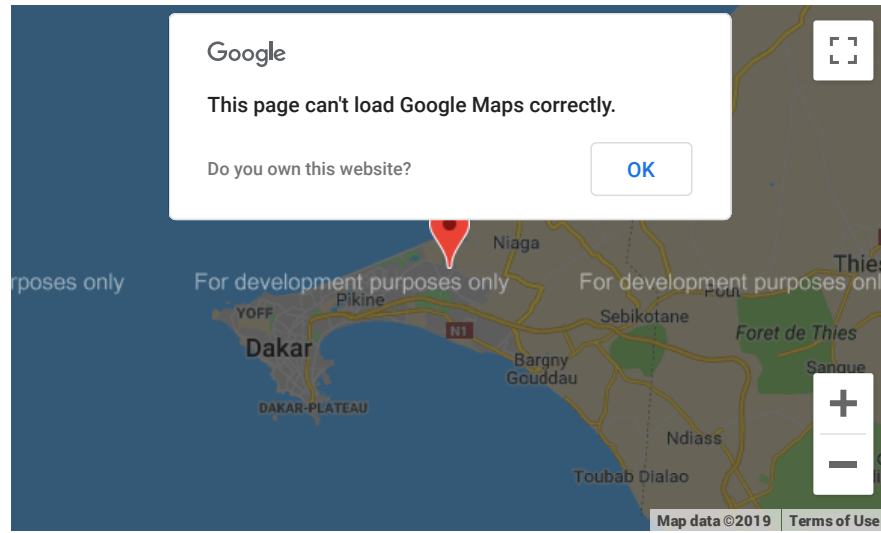 Google
This page can't load Google Maps correctly.
Do you own this website?
OK
Niaga
Thies
rposes only
For development purposes only
For development purposes onl
Pikine
Pout
YOFF
Sebikotane
N1
Foret de Thies
Dakar
Bargny
Gouddau
Sangue
DAKAR-PLATEAU
Ndiass
Toubab Dialao
Map data ©2019
Terms of Use